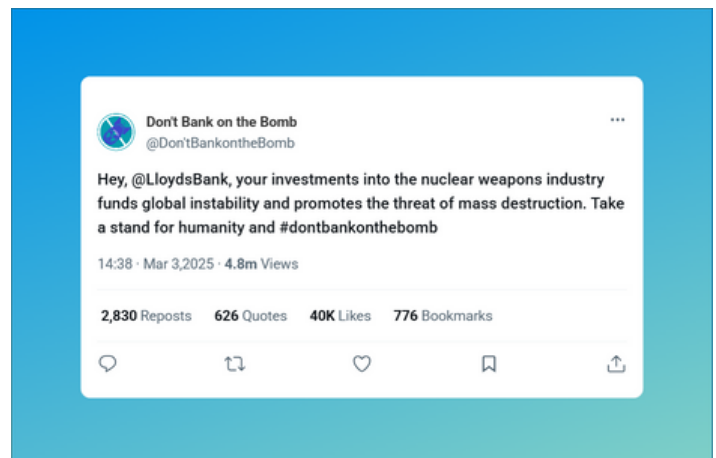 Don't Bank on the Bomb
@Don'tBankontheBomb
Hey, @LloydsBank, your investments into the nuclear weapons industry
funds global instability and promotes the threat of mass destruction. Take
a stand for humanity and #dontbankonthebomb
14:38 · Mar 3,2025 · 4.8m Views
2,830 Reposts 626 Quotes 40K Likes 776 Bookmarks